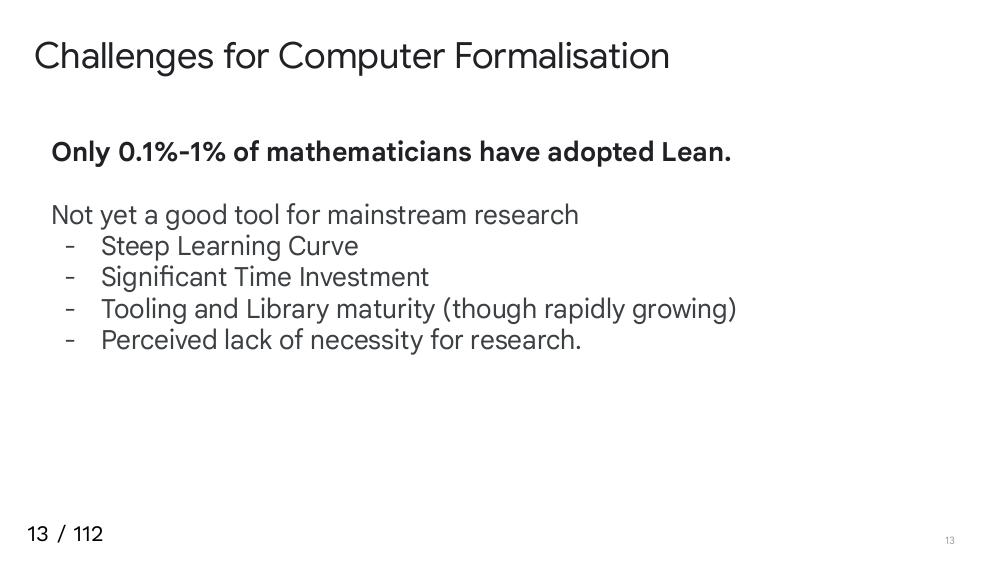 Challenges for Computer Formalisation
Only 0.1%-1% of mathematicians have adopted Lean.
Not yet a good tool for mainstream research
- Steep Learning Curve
- Significant Time Investment
- Tooling and Library maturity (though rapidly growing)
- Perceived lack of necessity for research.
13 / 112
13